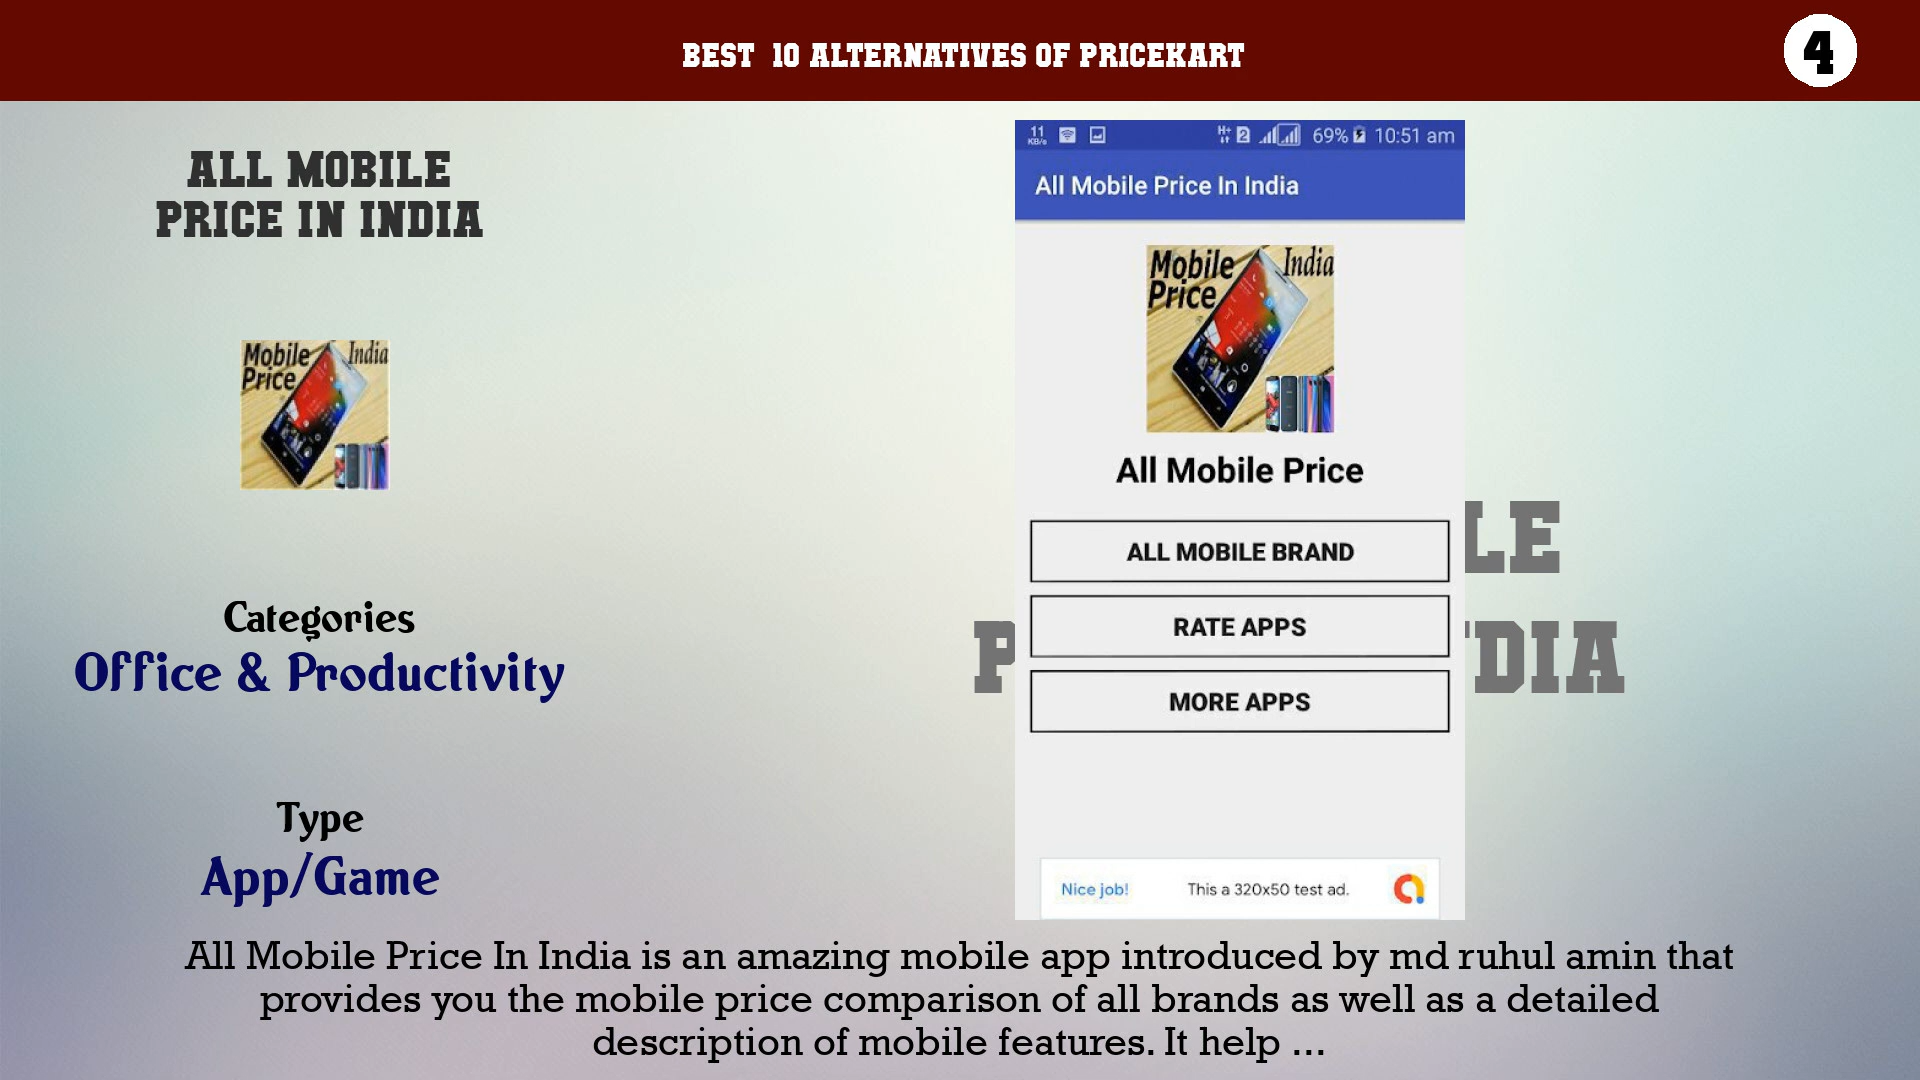 BEST 10 ALTERNATIVES OF PRICEKART
4
ALL MOBILE
PRICE IN INDIA
Mobile India
Price
Categories
Office & Productivity
Type
App/Game
11
KB/s
H+
2
69%
10:51 am
All Mobile Price In India
Mobile India
Price
All Mobile Price
ALL MOBILE BRAND
RATE APPS
MORE APPS
Nice job!
This a 320x50 test ad.
All Mobile Price In India is an amazing mobile app introduced by md ruhul amin that
provides you the mobile price comparison of all brands as well as a detailed
description of mobile features. It help ...